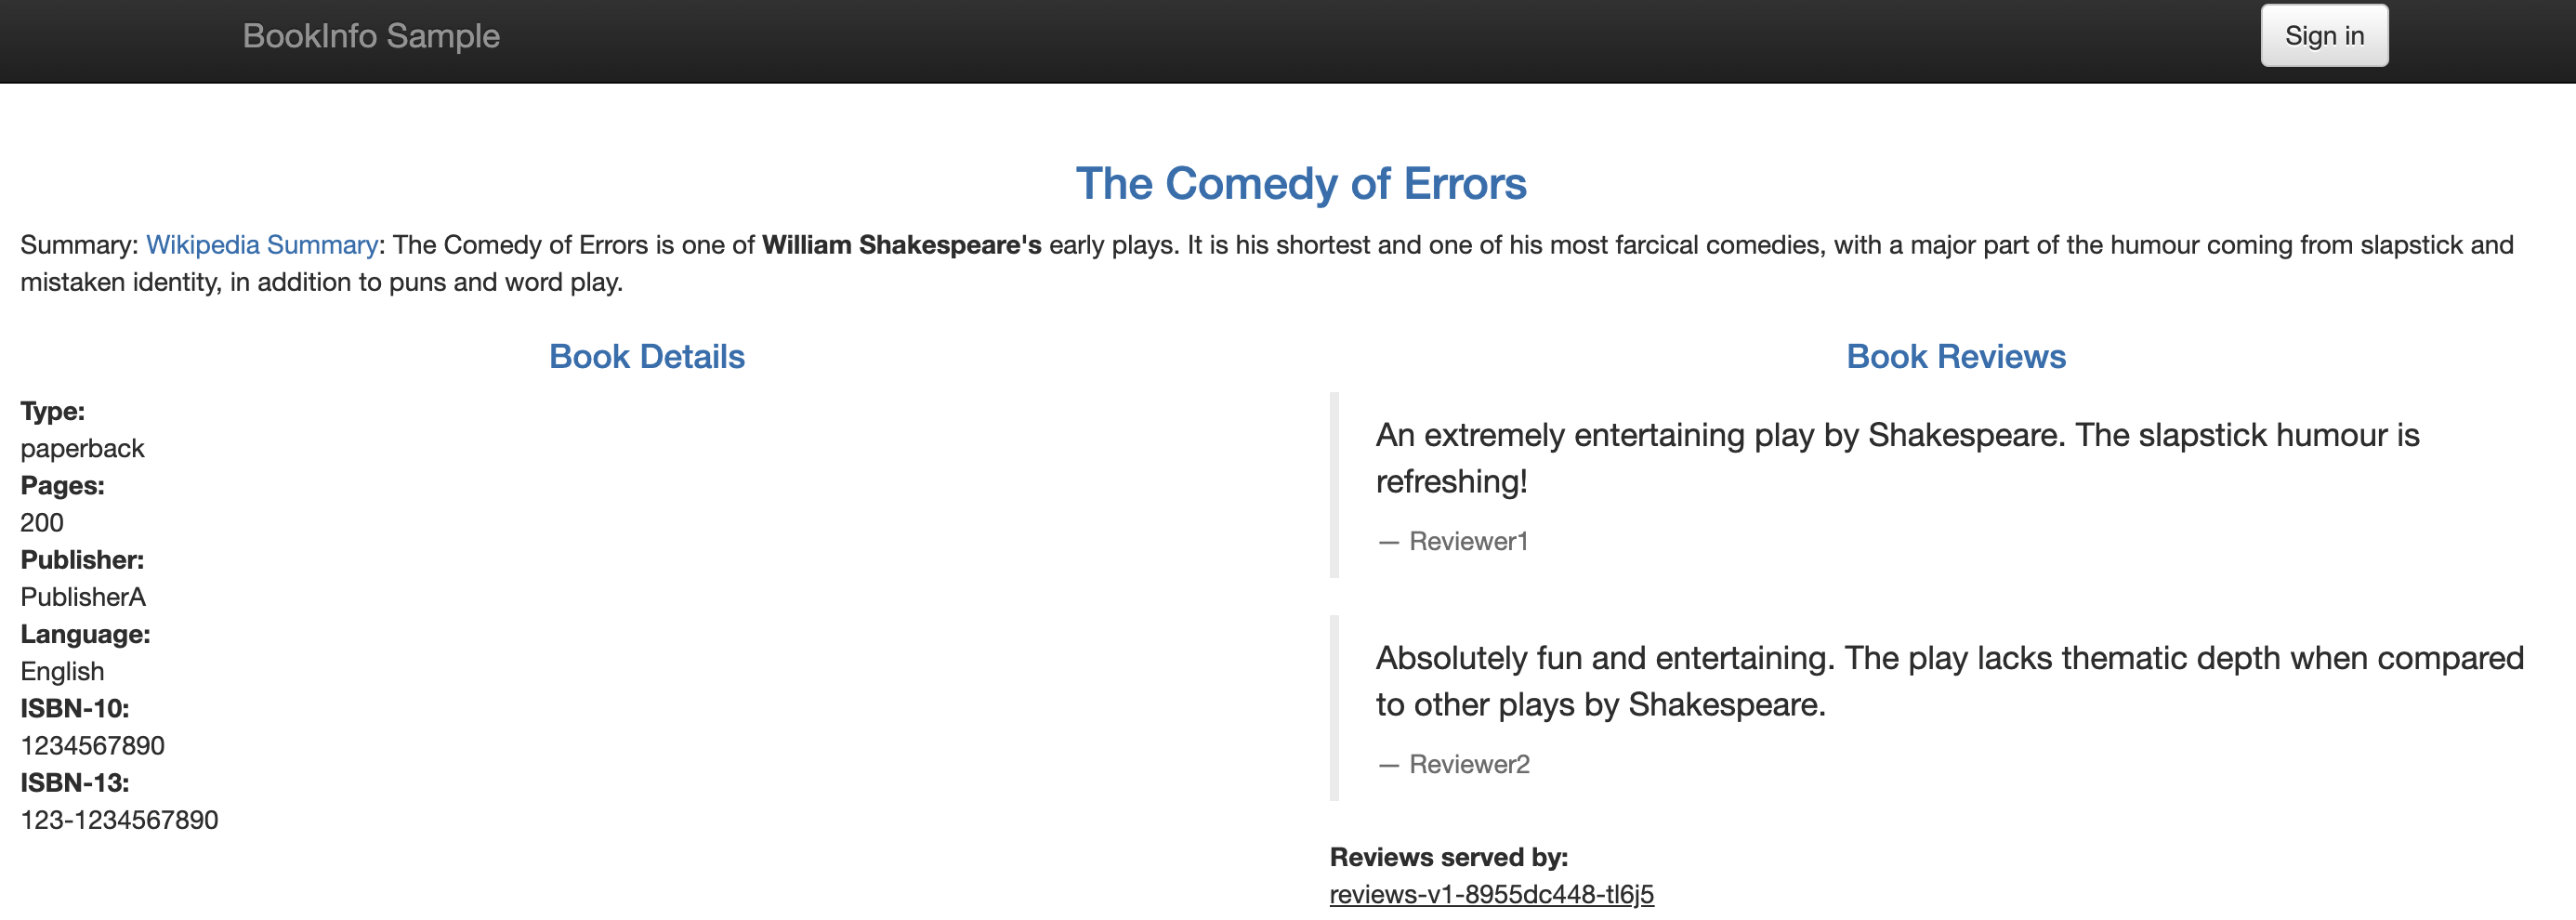 BookInfo Sample
Sign in
The Comedy of Errors
Summary: Wikipedia Summary: The Comedy of Errors is one of William Shakespeare's early plays. It is his shortest and one of his most farcical comedies, with a major part of the humour coming from slapstick and
mistaken identity, in addition to puns and word play.
Book Details
Type:
paperback
Pages:
200
Publisher:
PublisherA
Language:
English
ISBN-10:
1234567890
ISBN-13:
123-1234567890
Book Reviews
An extremely entertaining play by Shakespeare. The slapstick humour is
refreshing!
— Reviewer1
Absolutely fun and entertaining. The play lacks thematic depth when compared
to other plays by Shakespeare.
— Reviewer2
Reviews served by:
reviews-v1-8955dc448-tl6j5